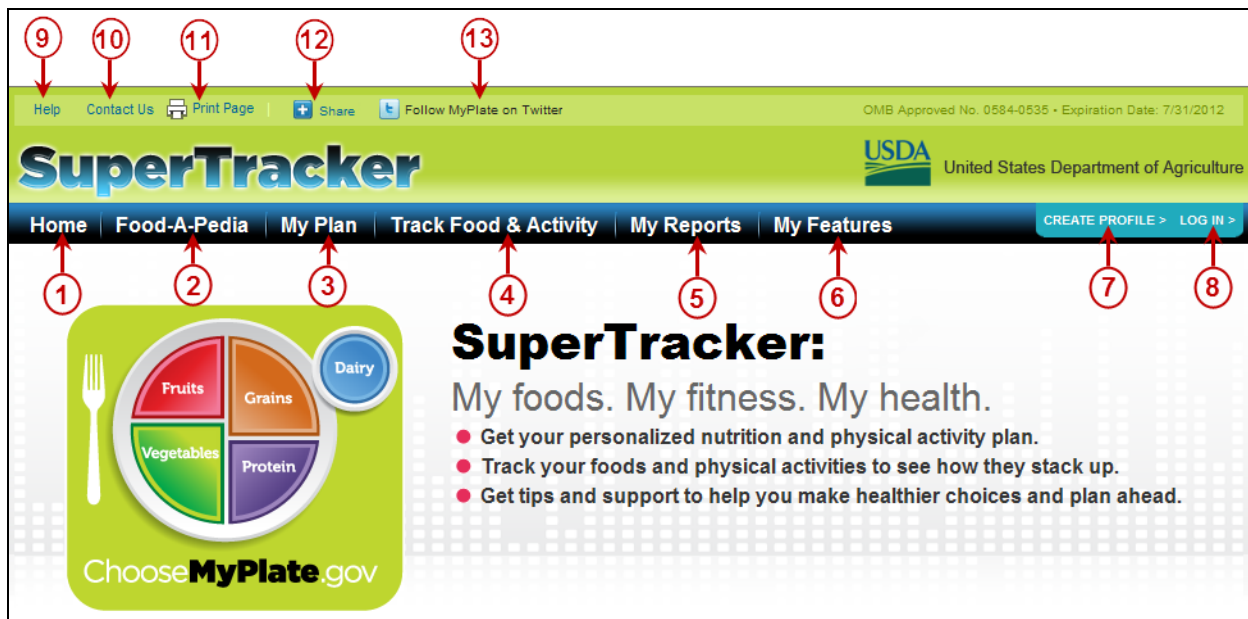 9 10 11 12 13
Help Contact Us Print Page Share Follow MyPlate on Twitter OMB Approved No. 0584-0535 • Expiration Date: 7/31/2012
SuperTracker USDA United States Department of Agriculture
Home Food-A-Pedia My Plan Track Food & Activity My Reports My Features CREATE PROFILE > LOG IN >
1 2 3 4 5 6 7 8
Fruits Grains Dairy
Vegetables Protein
ChooseMyPlate.gov
SuperTracker:
My foods. My fitness. My health.
Get your personalized nutrition and physical activity plan.
Track your foods and physical activities to see how they stack up.
Get tips and support to help you make healthier choices and plan ahead.